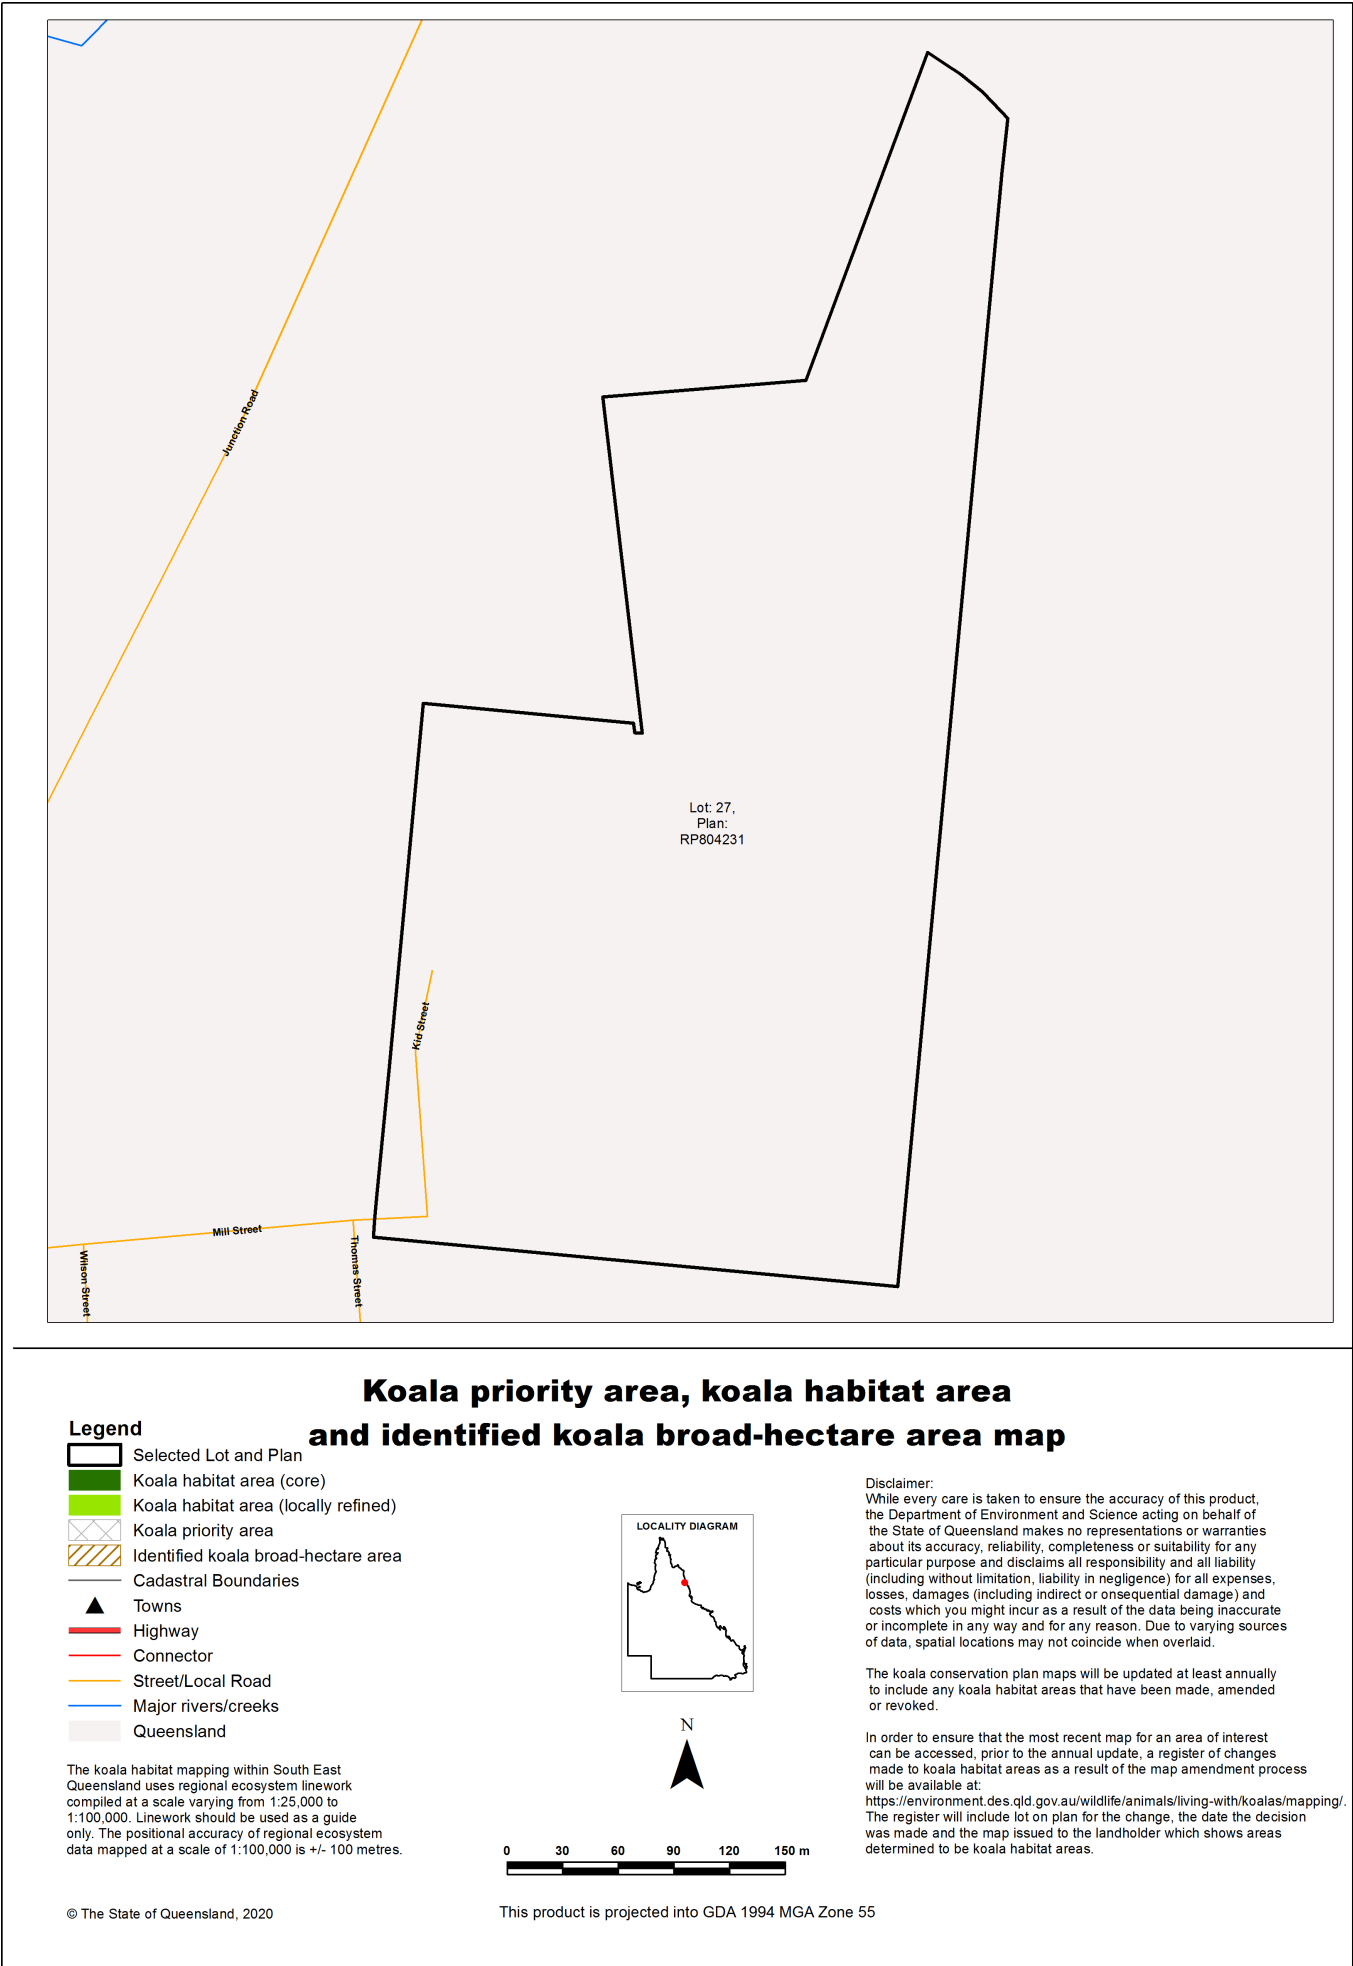 Junction Road
Lot: 27,
Plan:
RP804231
Kid Street
Mill Street
Wilson Street
Thomas Street
Koala priority area, koala habitat area
and identified koala broad-hectare area map
Legend
Selected Lot and Plan
Koala habitat area (core)
Koala habitat area (locally refined)
Koala priority area
Identified koala broad-hectare area
Cadastral Boundaries
Towns
Highway
Connector
Street/Local Road
Major rivers/creeks
Queensland
The koala habitat mapping within South East
Queensland uses regional ecosystem linework
compiled at a scale varying from 1:25,000 to
1:100,000. Linework should be used as a guide
only. The positional accuracy of regional ecosystem
data mapped at a scale of 1:100,000 is +/- 100 metres.
© The State of Queensland, 2020
LOCALITY DIAGRAM
N
0 30 60 90 120 150 m
This product is projected into GDA 1994 MGA Zone 55
Disclaimer:
While every care is taken to ensure the accuracy of this product,
the Department of Environment and Science acting on behalf of
the State of Queensland makes no representations or warranties
about its accuracy, reliability, completeness or suitability for any
particular purpose and disclaims all responsibility and all liability
(including without limitation, liability in negligence) for all expenses,
losses, damages (including indirect or onsequential damage) and
costs which you might incur as a result of the data being inaccurate
or incomplete in any way and for any reason. Due to varying sources
of data, spatial locations may not coincide when overlaid.
The koala conservation plan maps will be updated at least annually
to include any koala habitat areas that have been made, amended
or revoked.
In order to ensure that the most recent map for an area of interest
can be accessed, prior to the annual update, a register of changes
made to koala habitat areas as a result of the map amendment process
will be available at:
https://environment.des.qld.gov.au/wildlife/animals/living-with/koalas/mapping/.
The register will include lot on plan for the change, the date the decision
was made and the map issued to the landholder which shows areas
determined to be koala habitat areas.